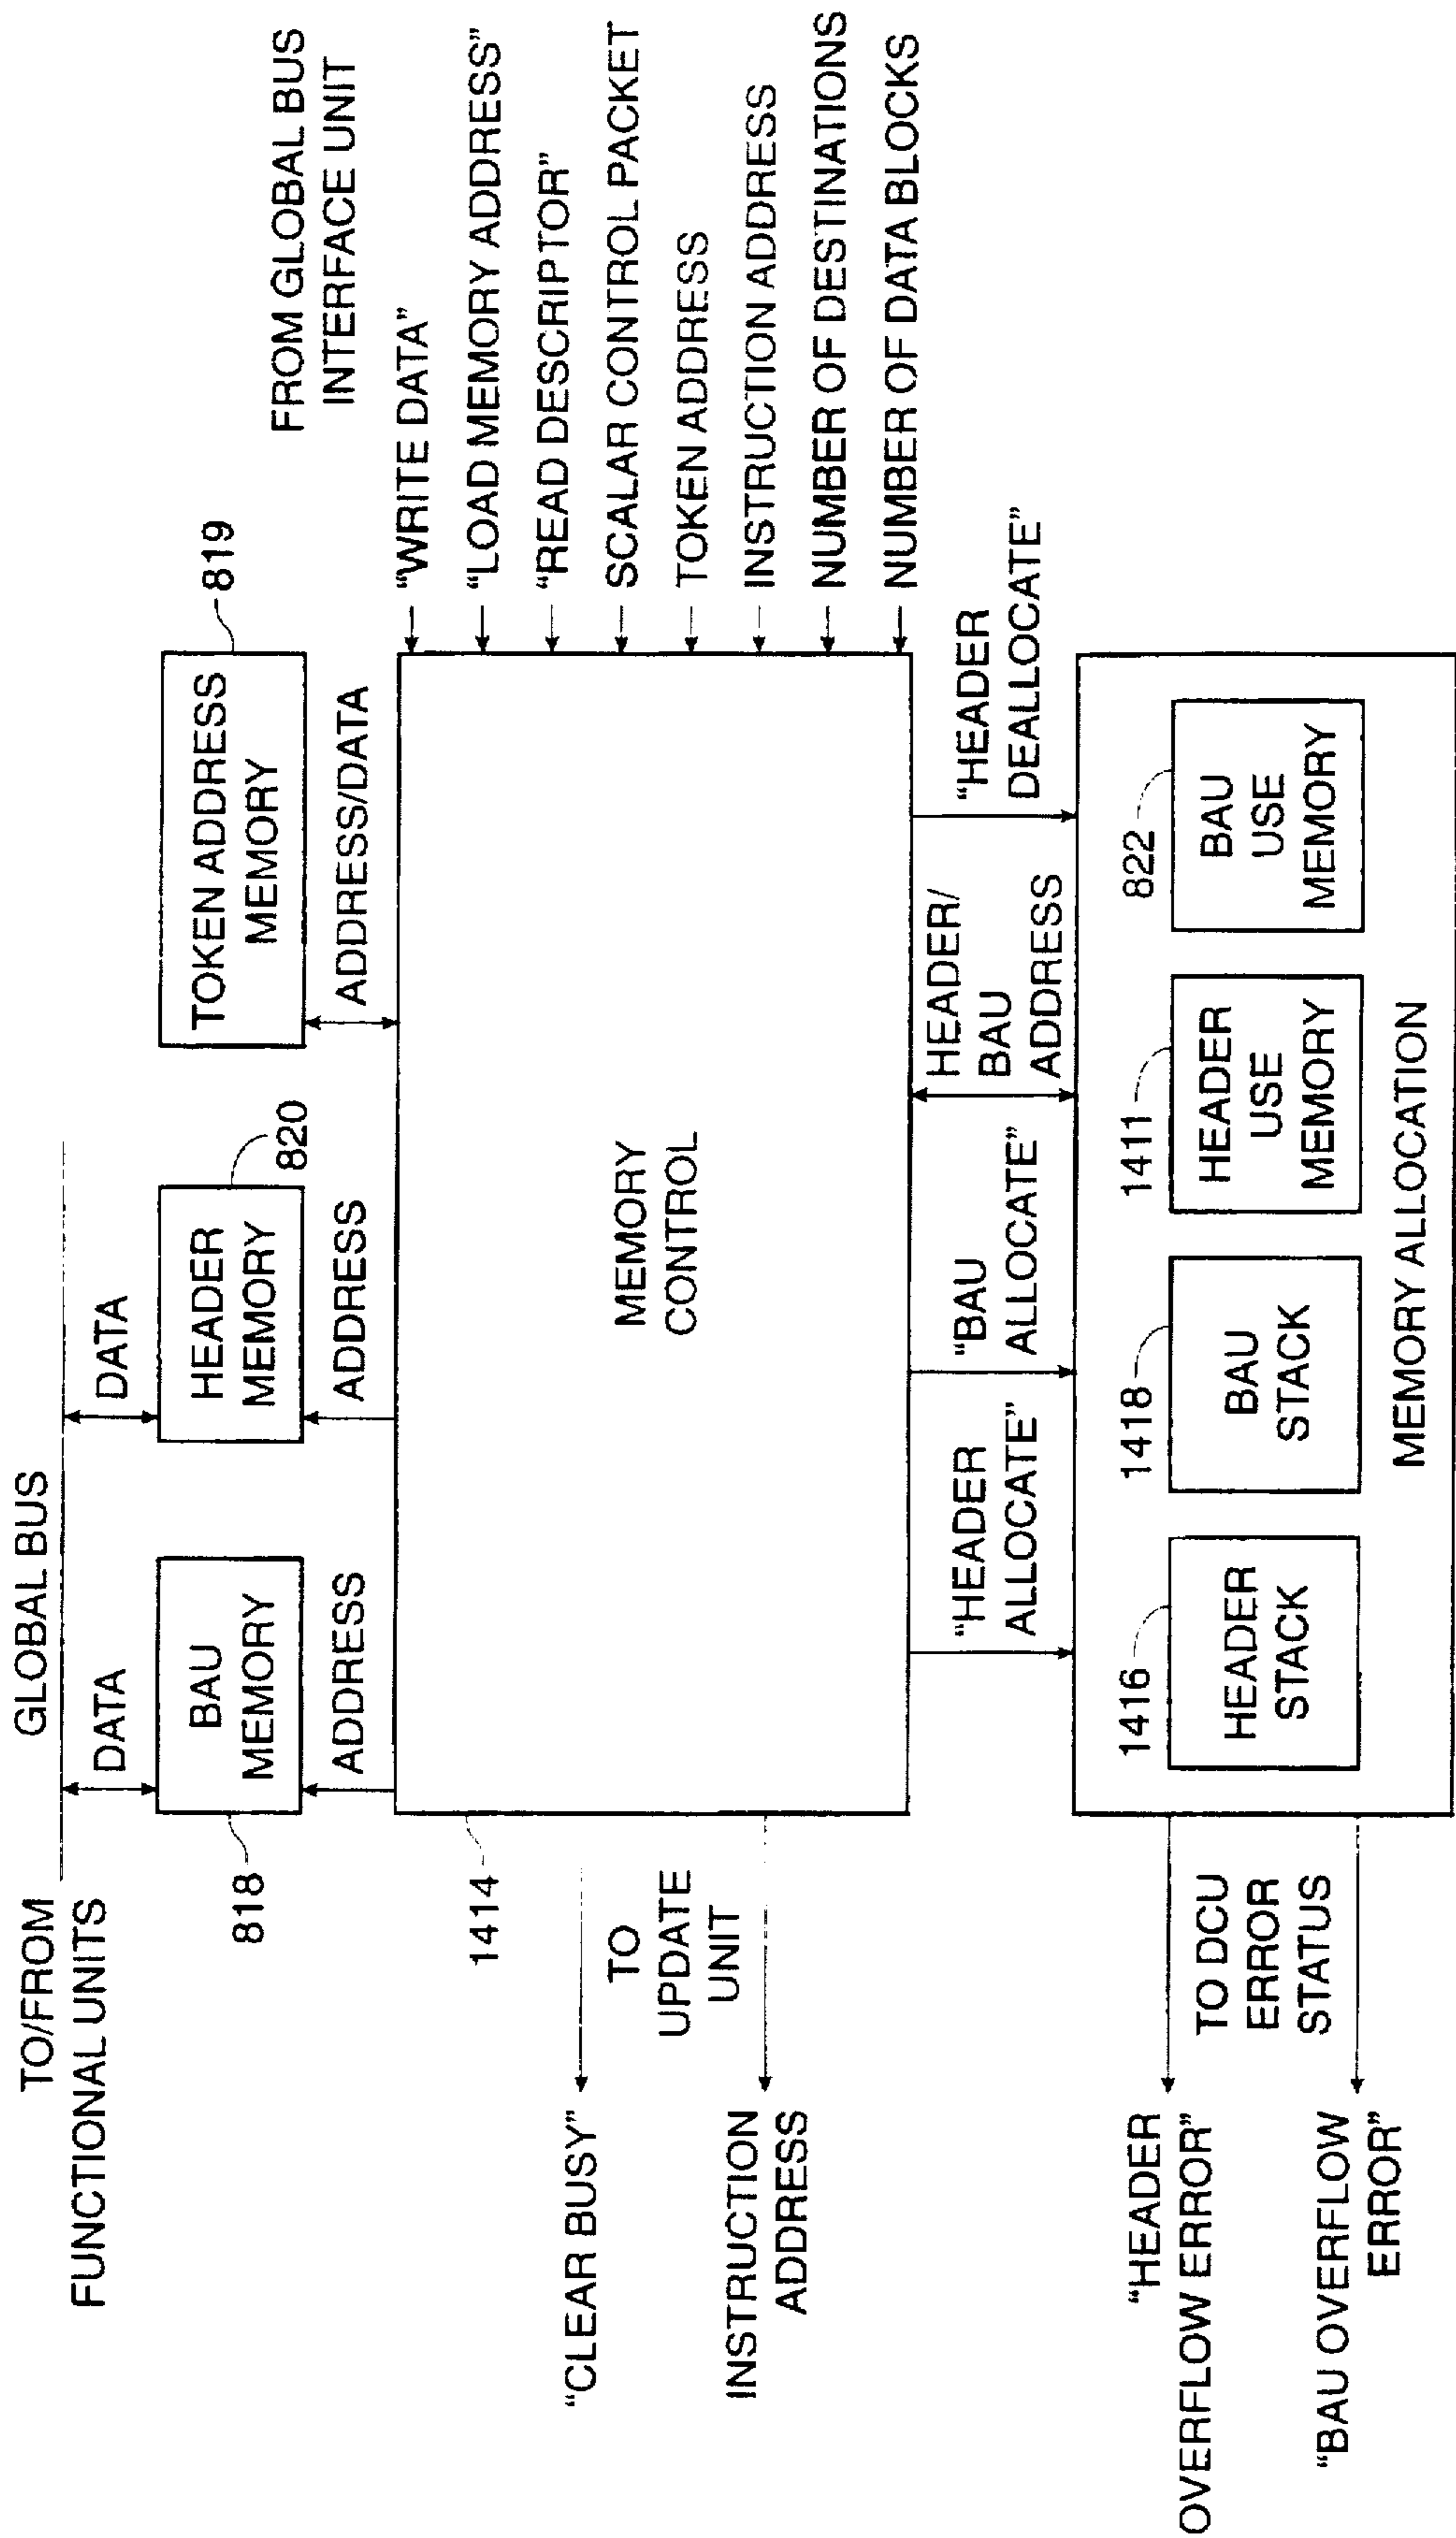 TO/FROM
FUNCTIONAL UNITS
GLOBAL BUS
DATA
DATA
818
BAU
MEMORY
HEADER
MEMORY
820
TOKEN ADDRESS
MEMORY
819
ADDRESS
ADDRESS
ADDRESS/DATA
FROM GLOBAL BUS
INTERFACE UNIT
1414
MEMORY
CONTROL
“WRITE DATA”
“LOAD MEMORY ADDRESS”
“READ DESCRIPTOR”
SCALAR CONTROL PACKET
TOKEN ADDRESS
INSTRUCTION ADDRESS
NUMBER OF DESTINATIONS
NUMBER OF DATA BLOCKS
“CLEAR BUSY”
TO
UPDATE
UNIT
INSTRUCTION
ADDRESS
“HEADER
ALLOCATE”
“BAU
ALLOCATE”
HEADER/
BAU
ADDRESS
“HEADER
DEALLOCATE”
“HEADER
OVERFLOW ERROR”
TO DCU
ERROR
STATUS
“BAU OVERFLOW
ERROR”
1416
HEADER
STACK
1418
BAU
STACK
1411
HEADER
USE
MEMORY
822
BAU
USE
MEMORY
MEMORY ALLOCATION